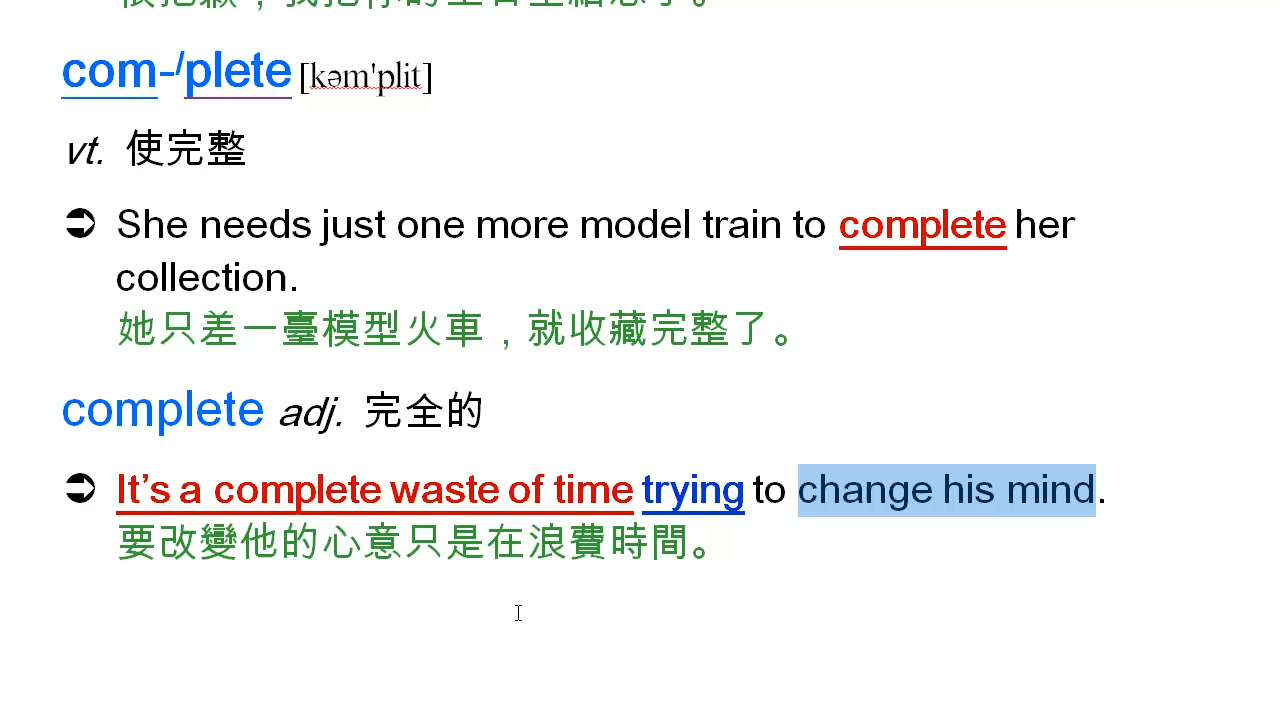 com-/plete [kəm'plit]
vt. 使完整
➲ She needs just one more model train to complete her
collection.
她只差一臺模型火車，就收藏完整了。
complete adj. 完全的
➲ It's a complete waste of time trying to change his mind.
要改變他的心意只是在浪費時間。